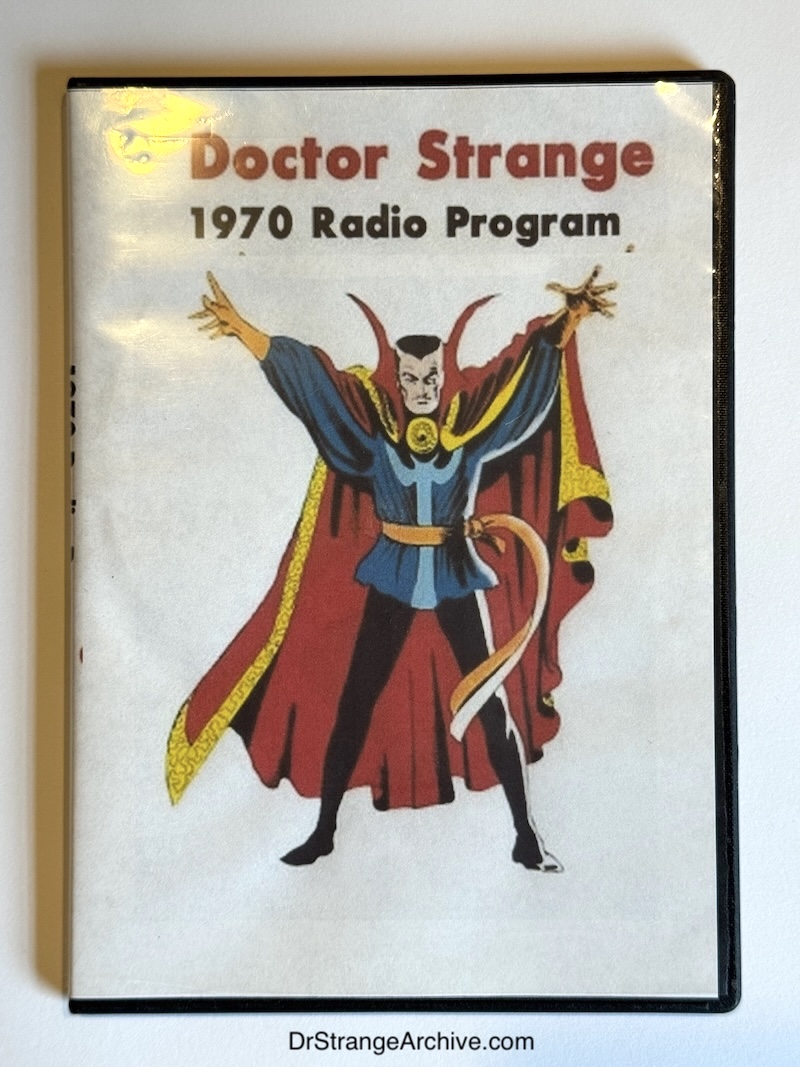 Doctor Strange
1970 Radio Program
DrStrangeArchive.com